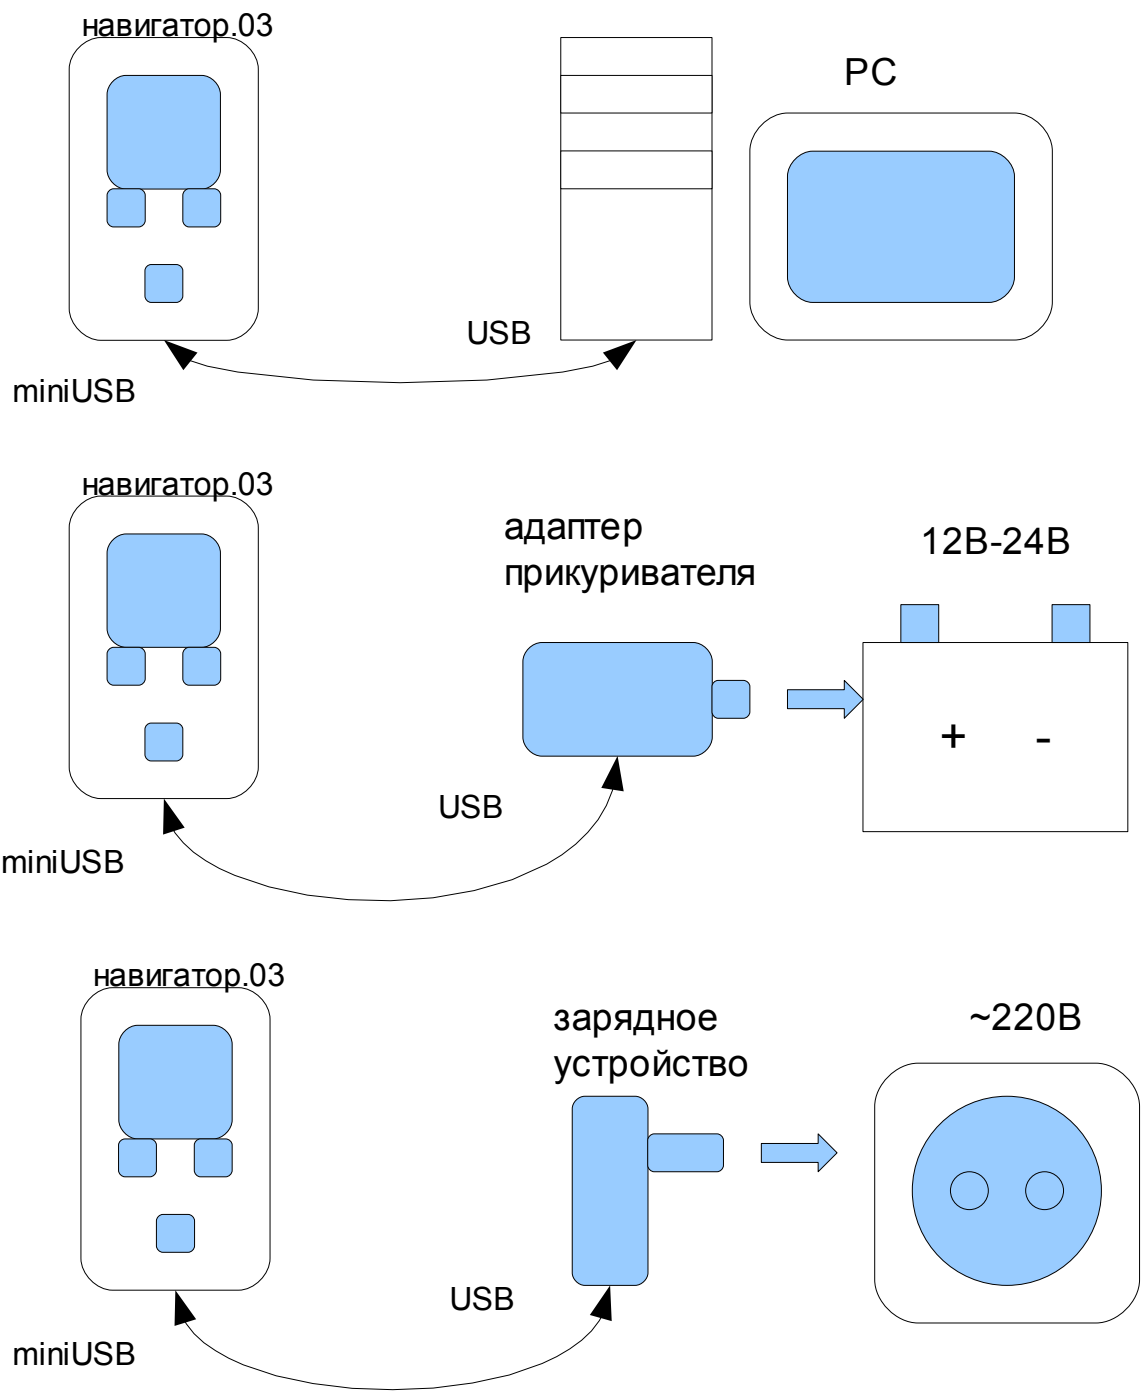 навигатор.03
PC
USB
miniUSB
навигатор.03
адаптер
прикуривателя
12В-24В
+ -
USB
miniUSB
навигатор.03
зарядное
устройство
~220В
USB
miniUSB